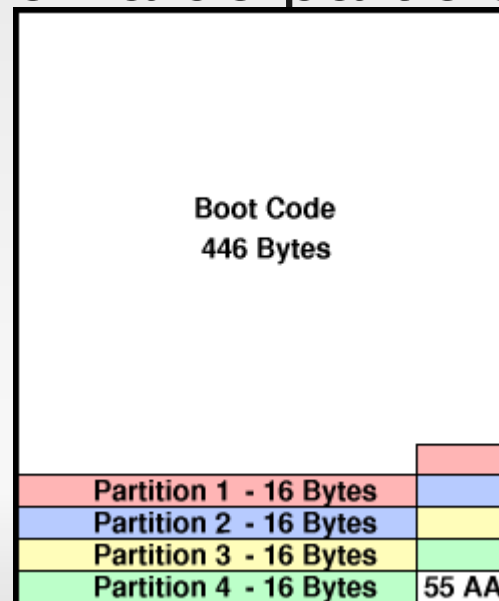 Boot Code
446 Bytes
Partition 1 - 16 Bytes
Partition 2 - 16 Bytes
Partition 3 - 16 Bytes
Partition 4 - 16 Bytes 55 AA